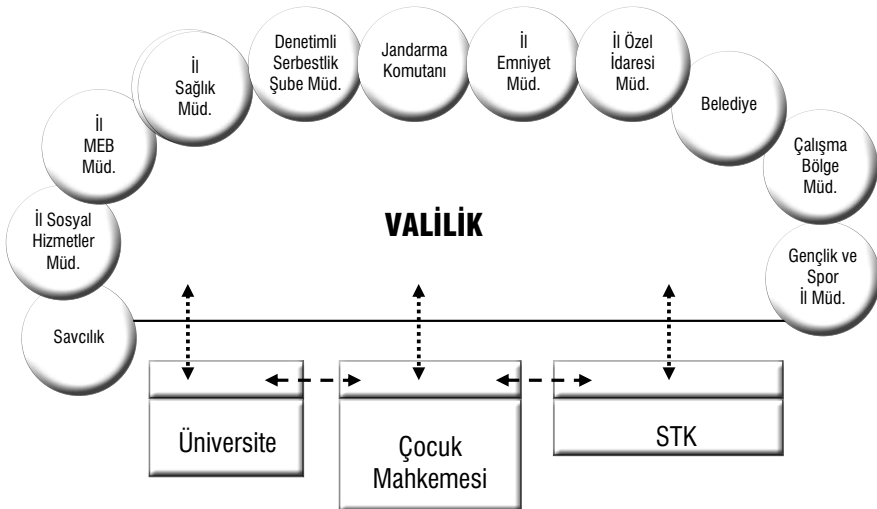 Denetimli
Serbestlik
Şube Müd.
Jandarma
Komutanı
İl
Emniyet
Müd.
İl Özel
İdaresi
Müd.
İl
Sağlık
Müd.
Belediye
İl
MEB
Müd.
Çalışma
Bölge
Müd.
İl Sosyal
Hizmetler
Müd.
VALİLİK
Gençlik ve
Spor
İl Müd.
Savcılık
Üniversite
Çocuk
Mahkemesi
STK